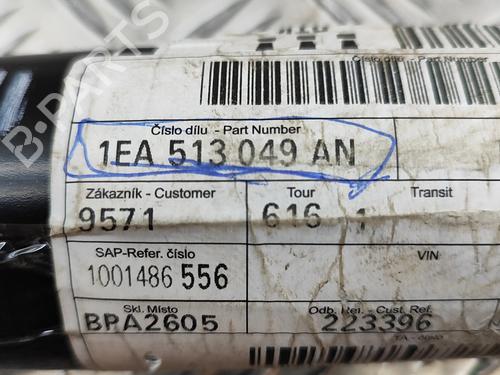 Číslo dílu - Part Number
Číslo dílu - Part Number
1EA 513 049 AN
Zákazník - Customer
Tour
Transit
9571
616 1
SAP-Refer. číslo
VIN
1001486 556
Skl. Místo
Odb. Ref. - Cust. Ref.
BPA2605
223396
B-PARTS